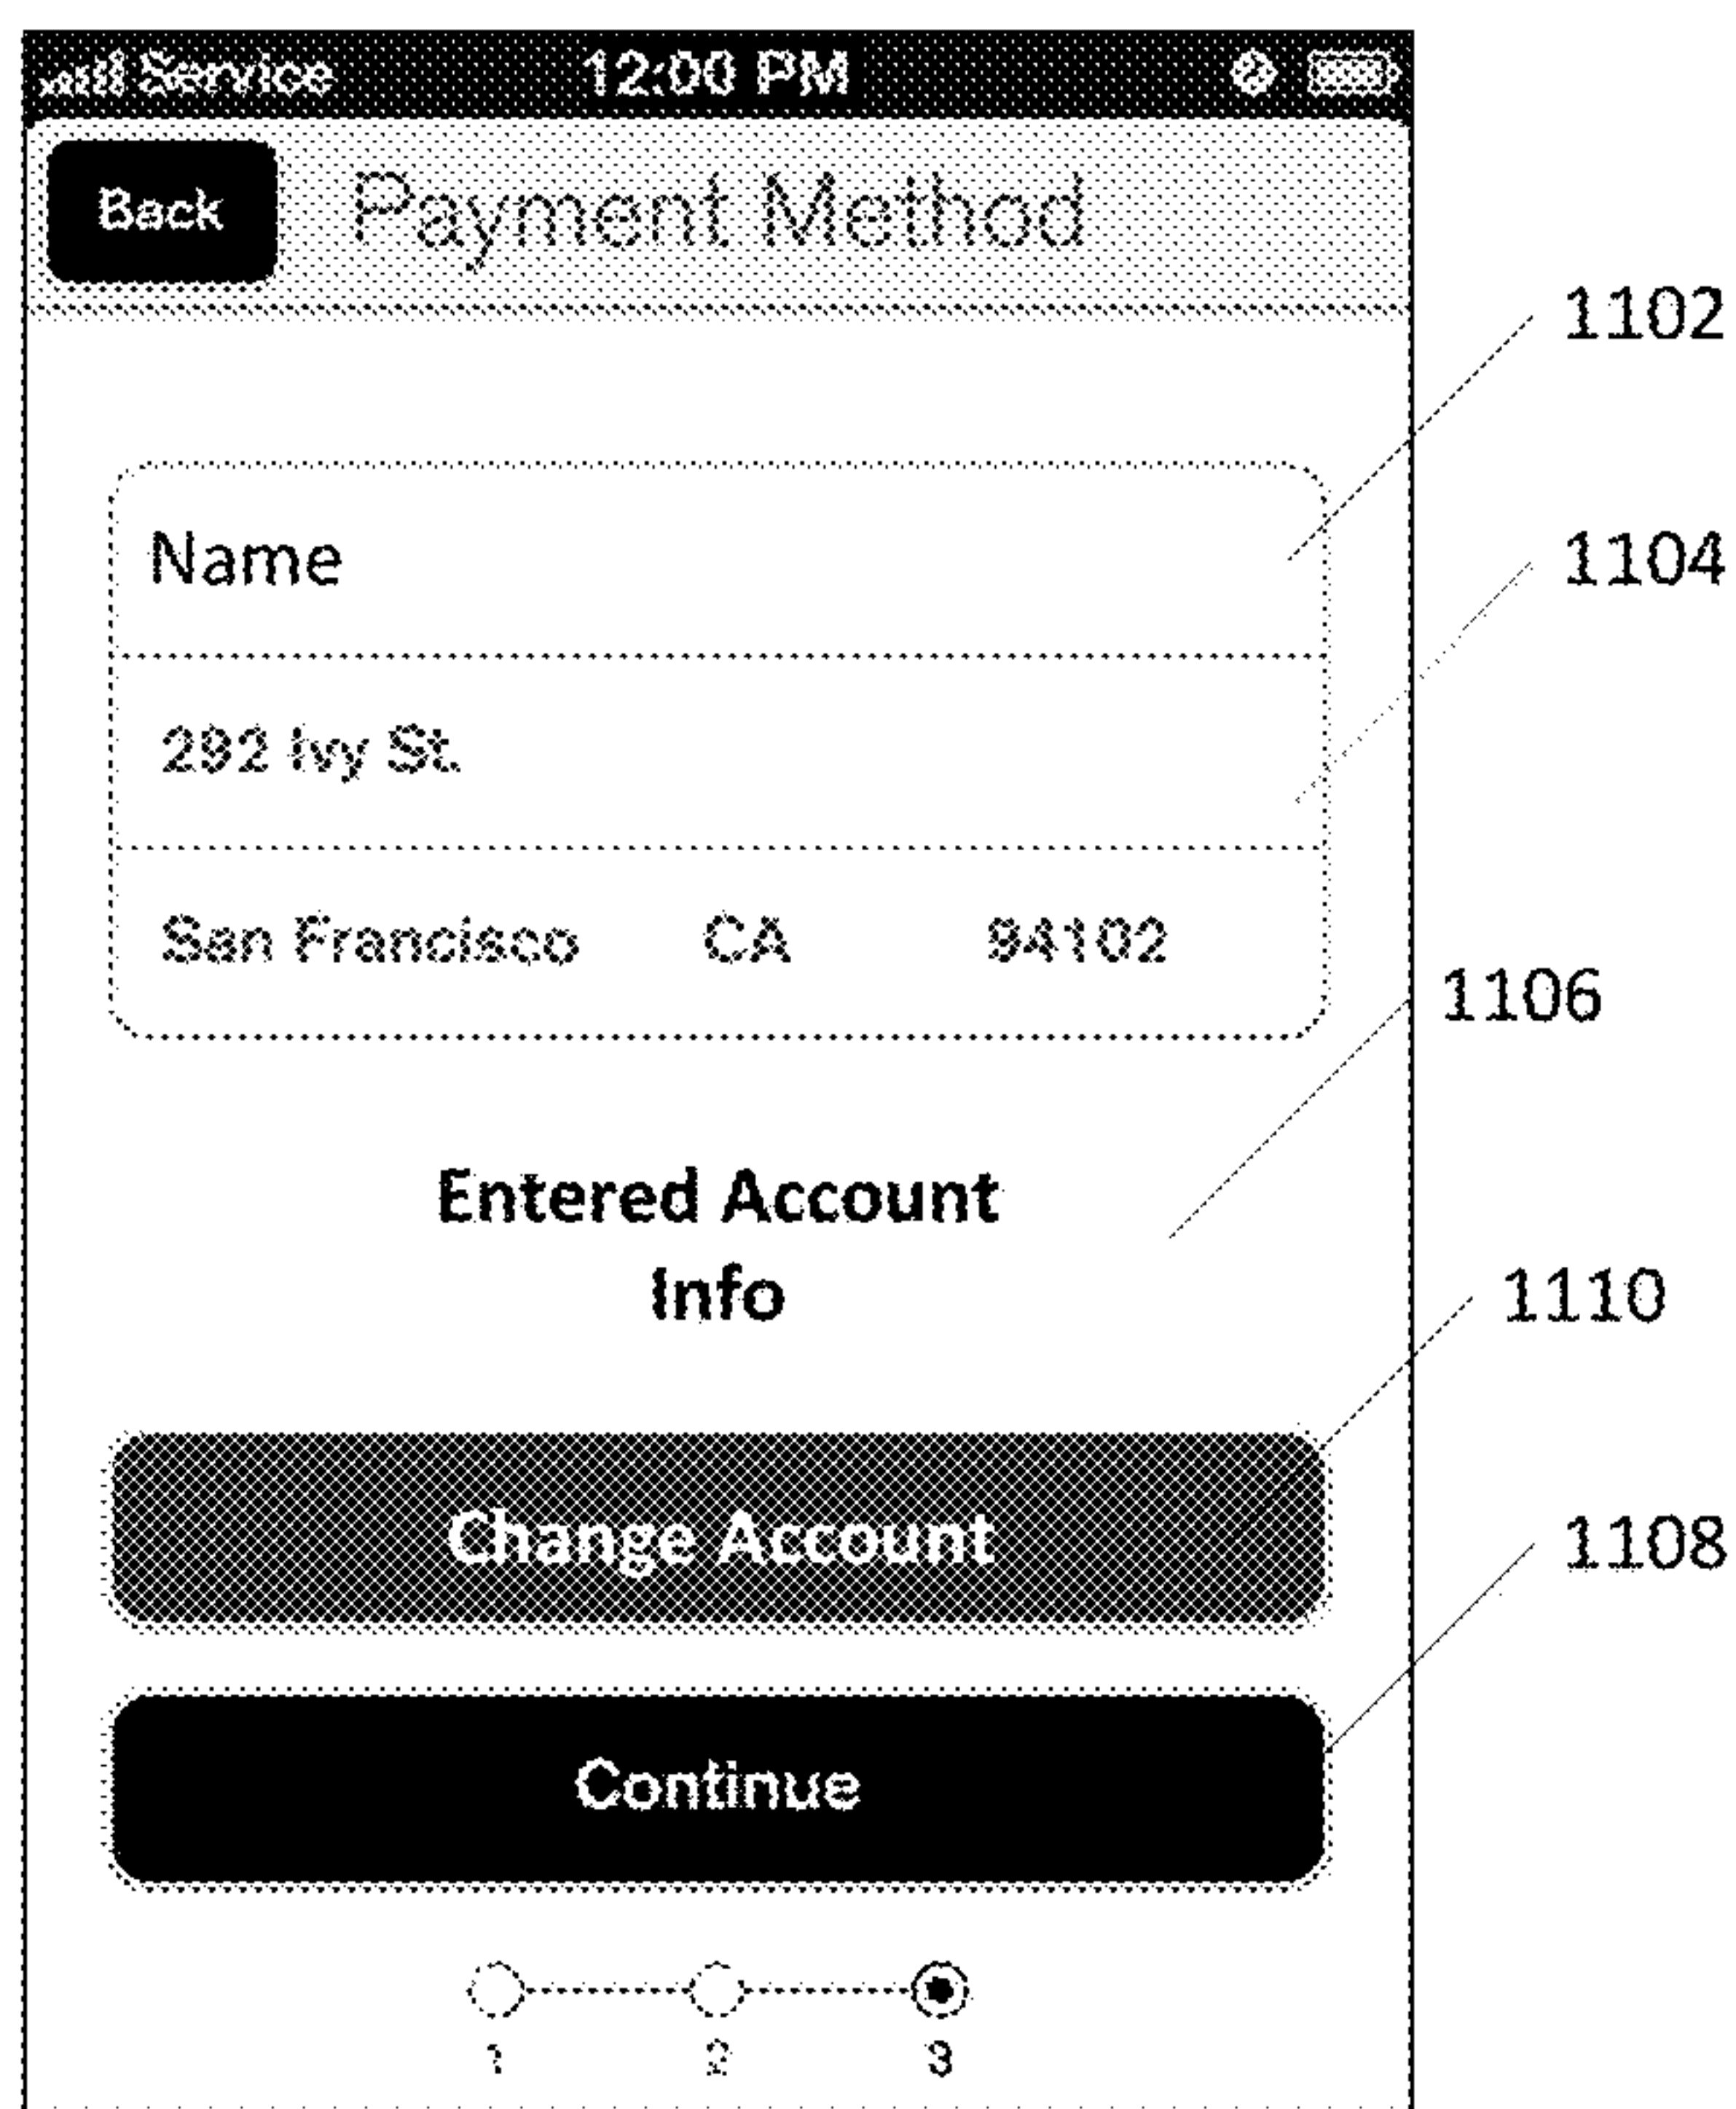 Service 12:00 PM
Back Payment Method
1102
Name
1104
292 Ivy St.
San Francisco CA 94102
1106
Entered Account
Info
1110
Change Account
1108
Continue
1 2 3